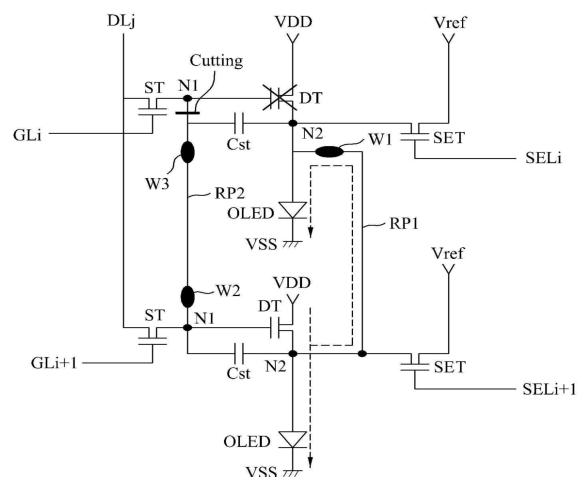 DLj
VDD
Vref
Cutting
ST
N1
DT
GLi
N2
SET
Cst
W1
SELi
W3
RP2
OLED
RP1
VSS
Vref
VDD
W2
DT
ST
N1
GLi+1
N2
SET
Cst
SELi+1
OLED
VSS